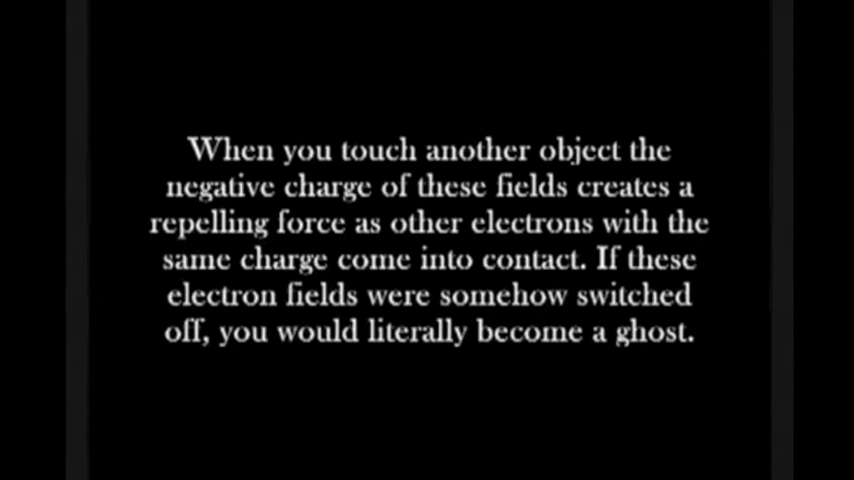 When you touch another object the
negative charge of these fields creates a
repelling force as other electrons with the
same charge come into contact. If these
electron fields were somehow switched
off, you would literally become a ghost.